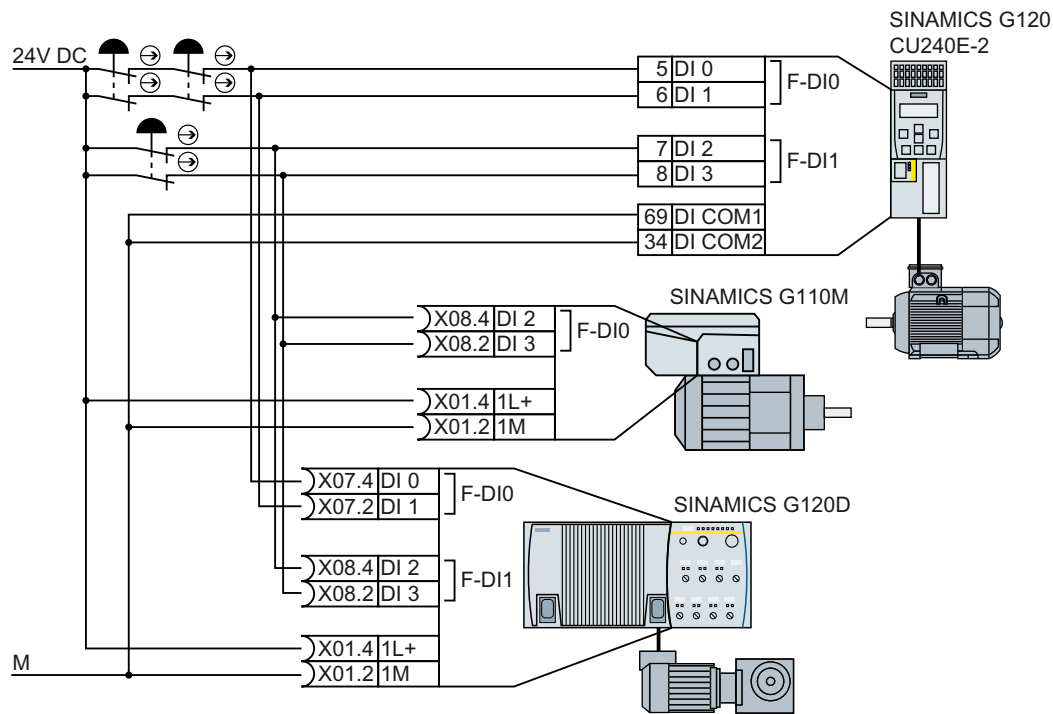 SINAMICS G120
CU240E-2
24V DC
5 DI 0
6 DI 1
F-DI0
7 DI 2
8 DI 3
F-DI1
69 DI COM1
34 DI COM2
SINAMICS G110M
X08.4 DI 2
X08.2 DI 3
F-DI0
X01.4 1L+
X01.2 1M
SINAMICS G120D
X07.4 DI 0
X07.2 DI 1
F-DI0
X08.4 DI 2
X08.2 DI 3
F-DI1
X01.4 1L+
M
X01.2 1M